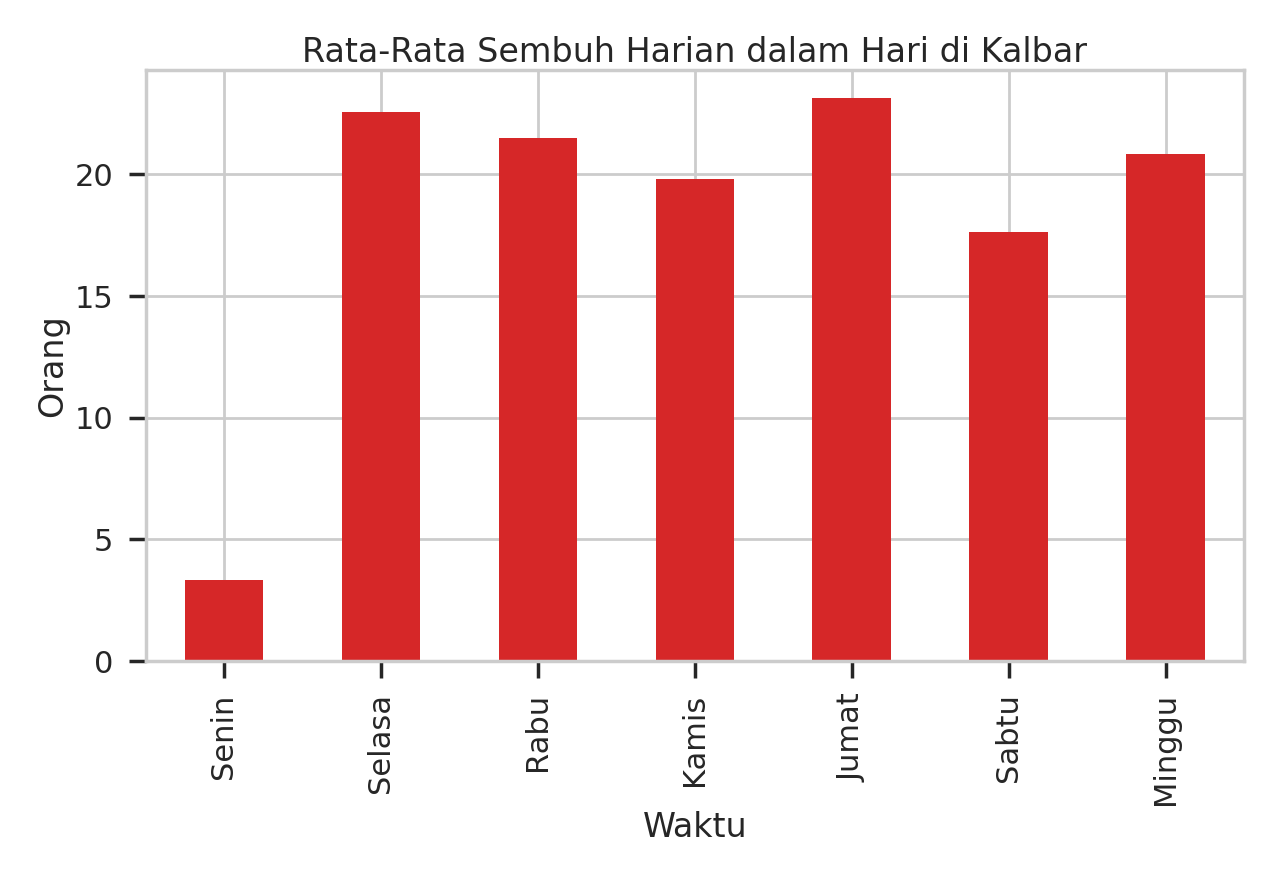 Rata-Rata Sembuh Harian dalam Hari di Kalbar
Orang
20
15
10
5
0
Senin
Selasa
Rabu
Kamis
Jumat
Sabtu
Minggu
Waktu